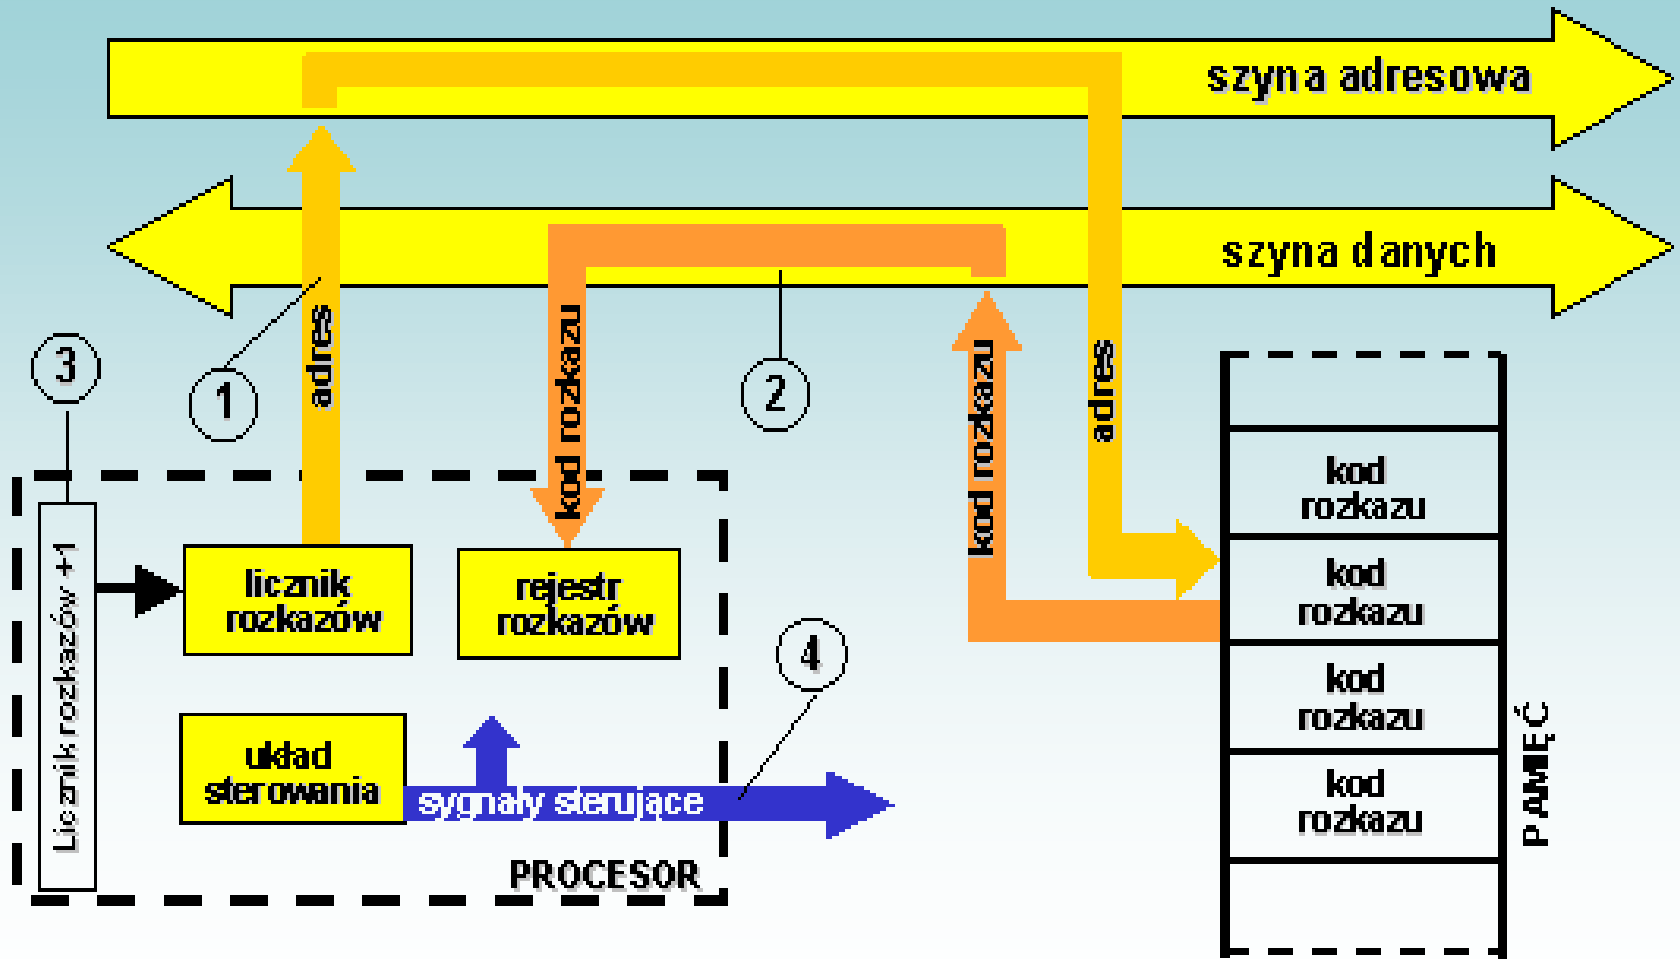 szyna adresowa
szyna danych
3
1
adres
kod rozkazu
2
kod rozkazu
adres
kod
rozkazu
kod
rozkazu
kod
rozkazu
kod
rozkazu
PAMIĘĆ
Licznik rozkazów +1
licznik
rozkazów
rejestr
rozkazów
4
układ
sterowania
sygnały sterujące
PROCESOR